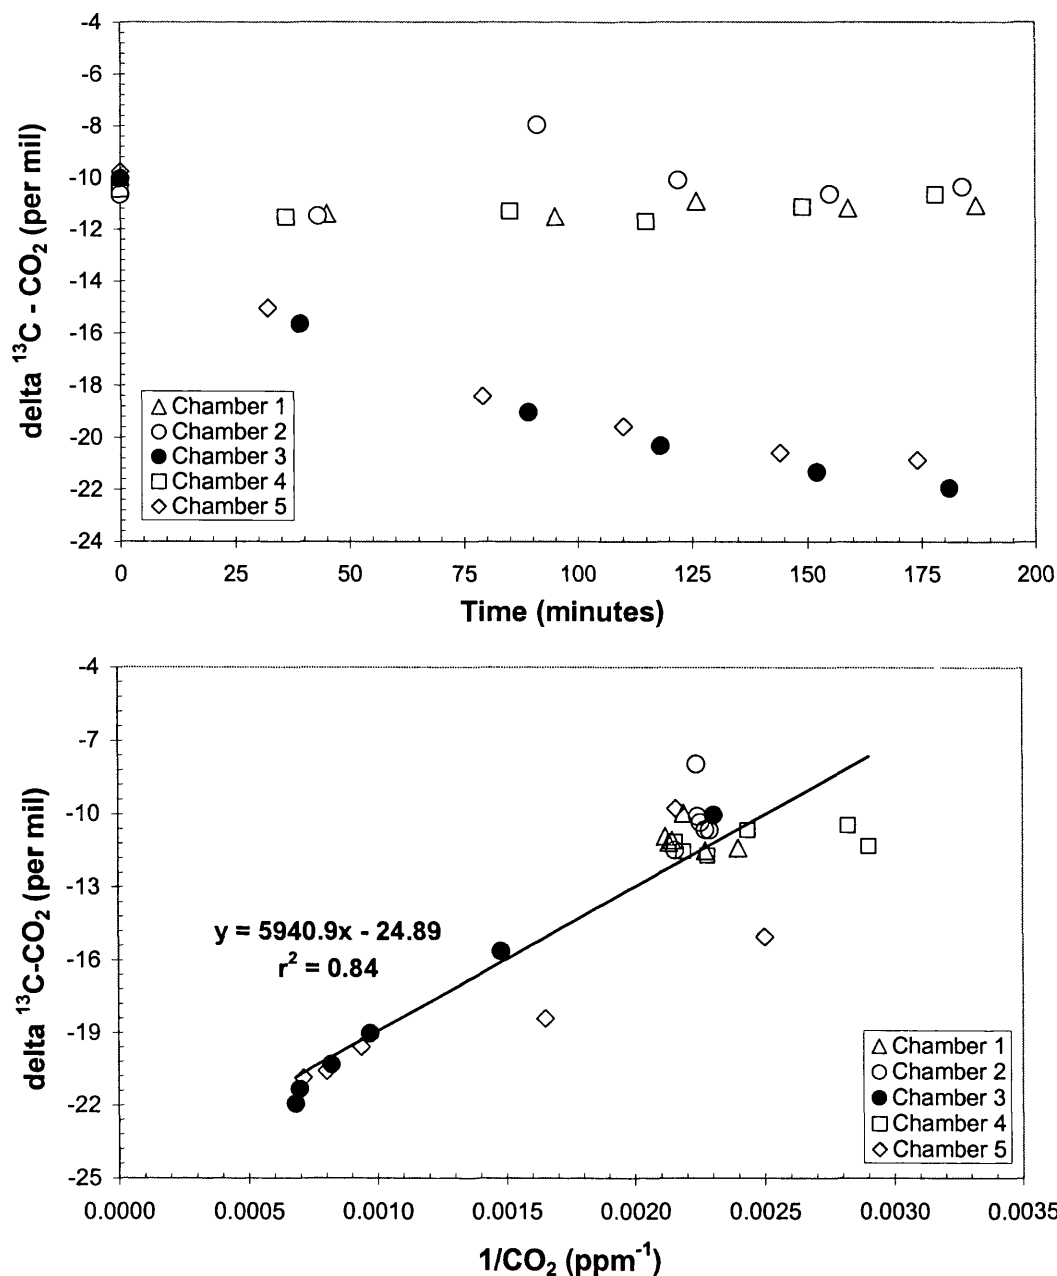 -4
-6
-8
-10
-12
-14
-16
-18
-20
-22
-24
delta ¹³C - CO₂ (per mil)
Chamber 1
Chamber 2
Chamber 3
Chamber 4
Chamber 5
0 25 50 75 100 125 150 175 200
Time (minutes)
-4
-7
-10
-13
-16
-19
-22
-25
delta ¹³C-CO₂ (per mil)
y = 5940.9x - 24.89
r² = 0.84
Chamber 1
Chamber 2
Chamber 3
Chamber 4
Chamber 5
0.0000 0.0005 0.0010 0.0015 0.0020 0.0025 0.0030 0.0035
1/CO₂ (ppm⁻¹)